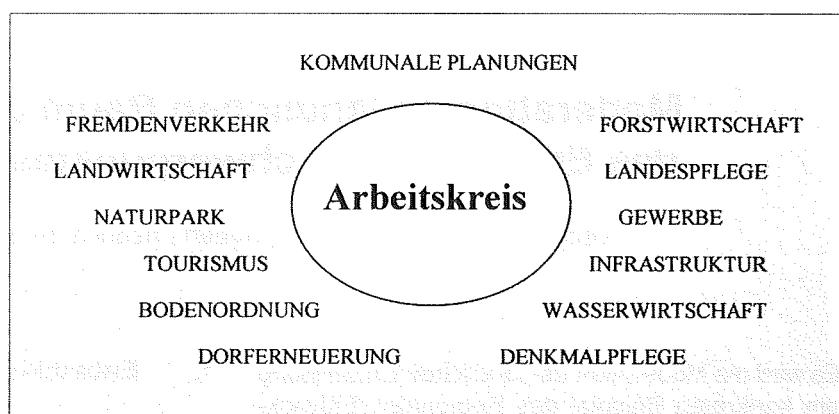 KOMMUNALE PLANUNGEN
FREMDENVERKEHR FORSTWIRTSCHAFT
LANDWIRTSCHAFT LANDESPFLEGE
Arbeitskreis
NATURPARK GEWERBE
TOURISMUS INFRASTRUKTUR
BODENORDNUNG WASSERWIRTSCHAFT
DORFERNEUERUNG DENKMALPFLEGE